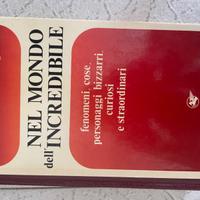 NEL MONDO
dell'INCREDIBILE
fenomeni, cose,
personaggi bizzarri,
curiosi
e straordinari